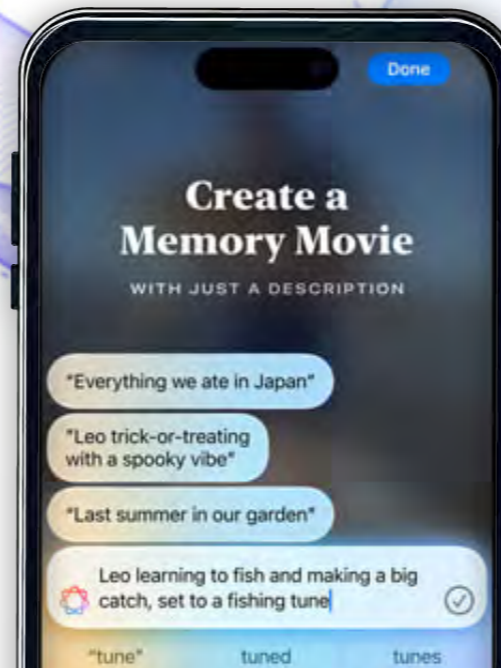 Done
Create a
Memory Movie
WITH JUST A DESCRIPTION
"Everything we ate in Japan"
"Leo trick-or-treating
with a spooky vibe"
"Last summer in our garden"
Leo learning to fish and making a big
catch, set to a fishing tune
"tune" tuned tunes